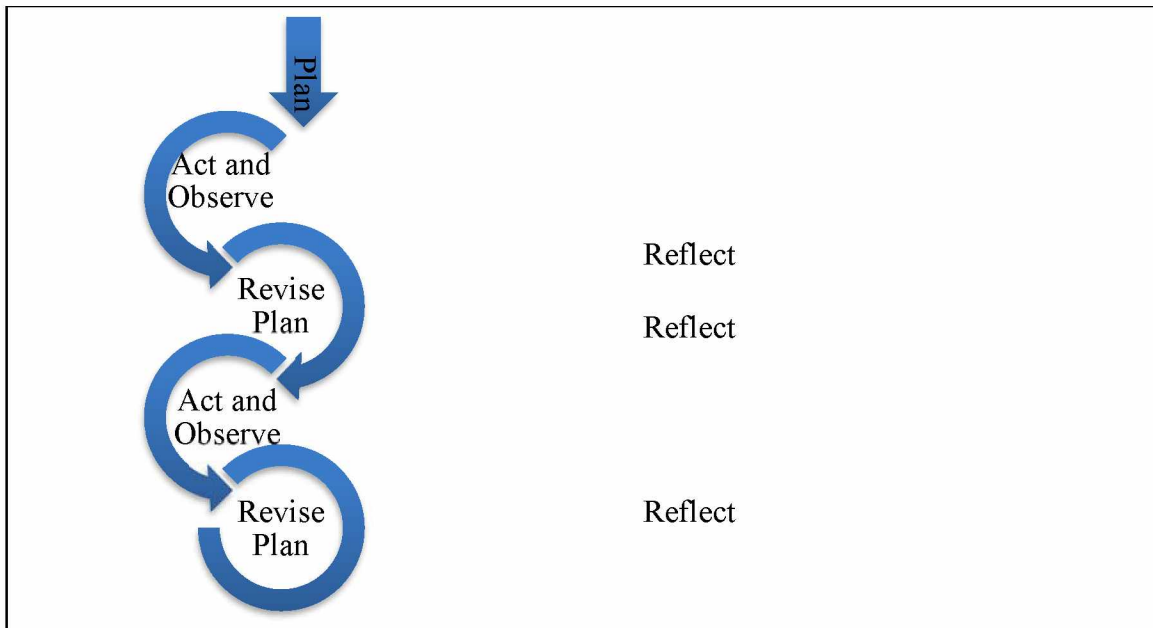 Plan
Act and
Observe
Reflect
Revise
Plan
Reflect
Act and
Observe
Revise
Plan
Reflect